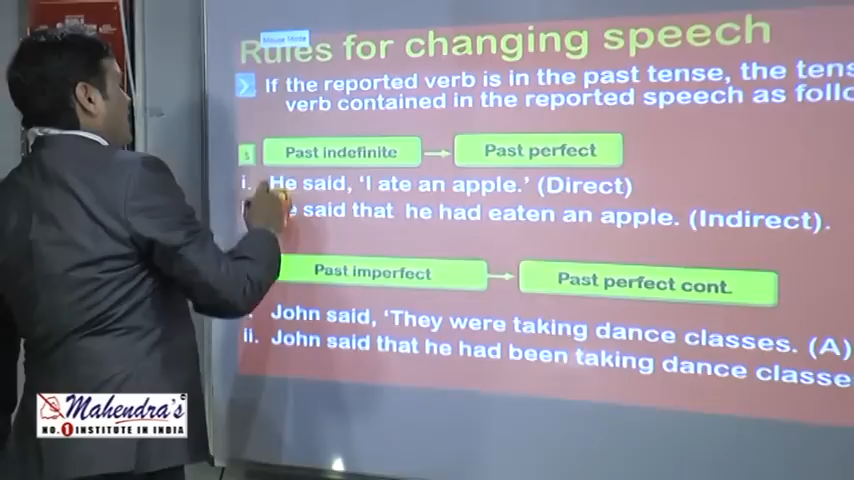 Mouse Mode
Rules for changing speech
If the reported verb is in the past tense, the
verb contained in the reported speech as
5
Past indefinite
Past perfect
i. He said, ‘I ate an apple.’ (Direct)
said that he had eaten an apple. (Indirect).
Past imperfect
Past perfect cont.
John said, ‘They were taking dance classes. (A)
ii. John said that he had been taking dance
Mahendra's
NO. 1 INSTITUTE IN INDIA